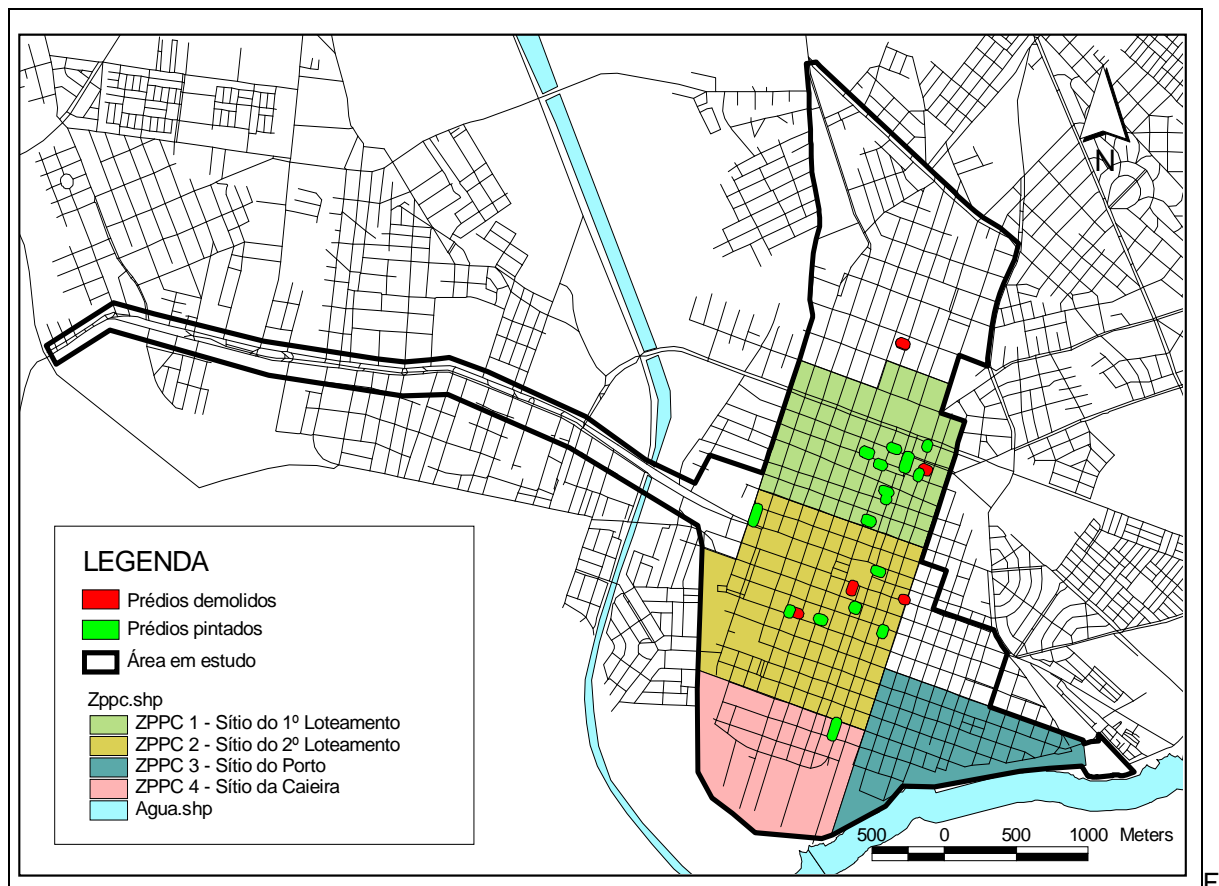 N
LEGENDA
Prédios demolidos
Prédios pintados
Área em estudo
Zppc.shp
ZPPC 1 - Sítio do 1º Loteamento
ZPPC 2 - Sítio do 2º Loteamento
ZPPC 3 - Sítio do Porto
ZPPC 4 - Sítio da Caieira
Agua.shp
500 0 500 1000 Meters
F